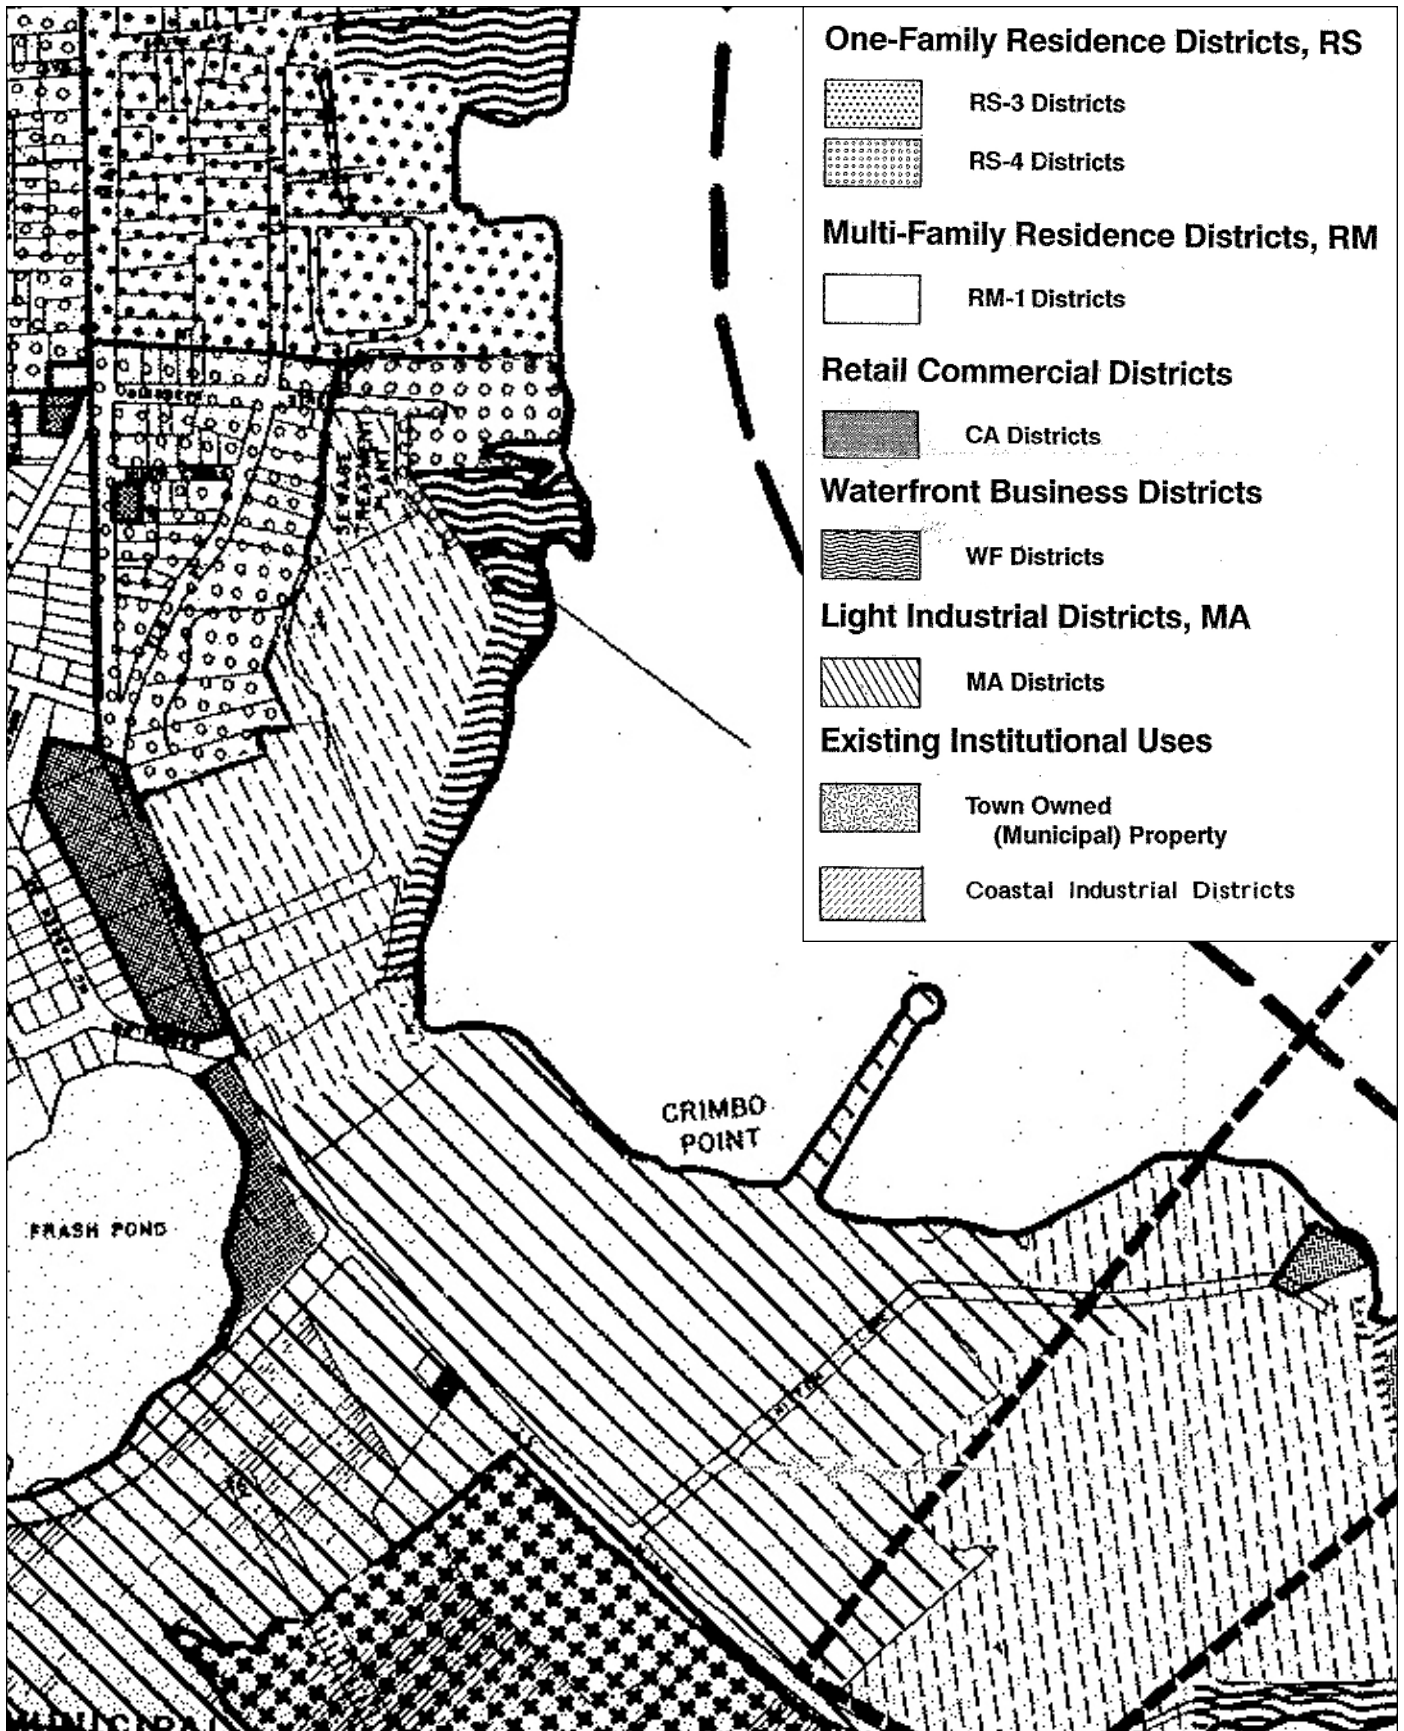 One-Family Residence Districts, RS
RS-3 Districts
RS-4 Districts
Multi-Family Residence Districts, RM
RM-1 Districts
Retail Commercial Districts
CA Districts
Waterfront Business Districts
WF Districts
Light Industrial Districts, MA
MA Districts
Existing Institutional Uses
Town Owned
(Municipal) Property
Coastal Industrial Districts
MAIN
SEWAGE
TREATMENT
PLANT
CRIMBO
POINT
FRASH POND
MUNICIPAL